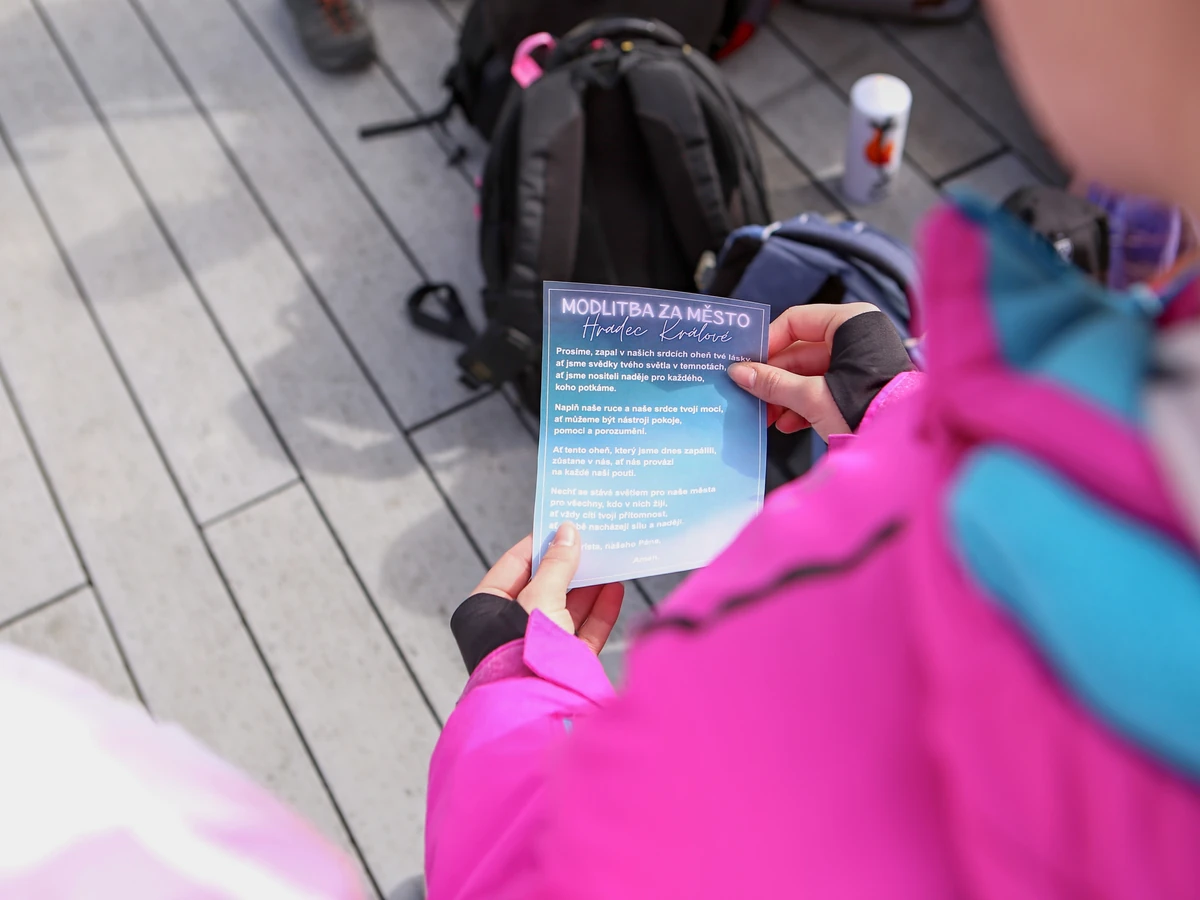 MODLITBA ZA MĚSTO
Hradec Králové
Prosíme, zapal v našich srdcích oheň tvé lásky,
ať jsme svědky tvého světla v temnotách,
ať jsme nositeli naděje pro každého,
koho potkáme.
Naplň naše ruce a naše srdce tvojí mocí,
ať můžeme být nástroji pokoje,
pomoci a porozumění.
Ať tento oheň, který jsme dnes zapálili,
zůstane v nás, ať nás provází
na každé naší pouti.
Nechť se stává světlem pro naše města
pro všechny, kdo v nich žijí,
ať vždy cítí tvoji přítomnost,
nacházejí sílu a naději.
našeho Pána.
Amen.